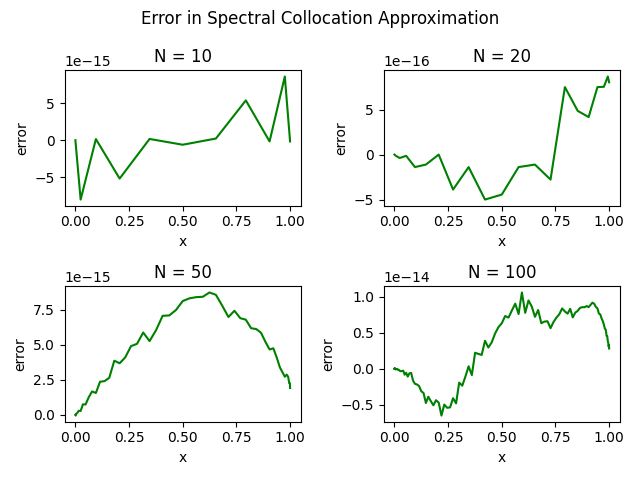 Error in Spectral Collocation Approximation
N = 10
1e−15
5
0
−5
error
0.00 0.25 0.50 0.75 1.00
x
N = 20
1e−16
5
0
−5
error
0.00 0.25 0.50 0.75 1.00
x
N = 50
1e−15
7.5
5.0
2.5
0.0
error
0.00 0.25 0.50 0.75 1.00
x
N = 100
1e−14
1.0
0.5
0.0
−0.5
error
0.00 0.25 0.50 0.75 1.00
x